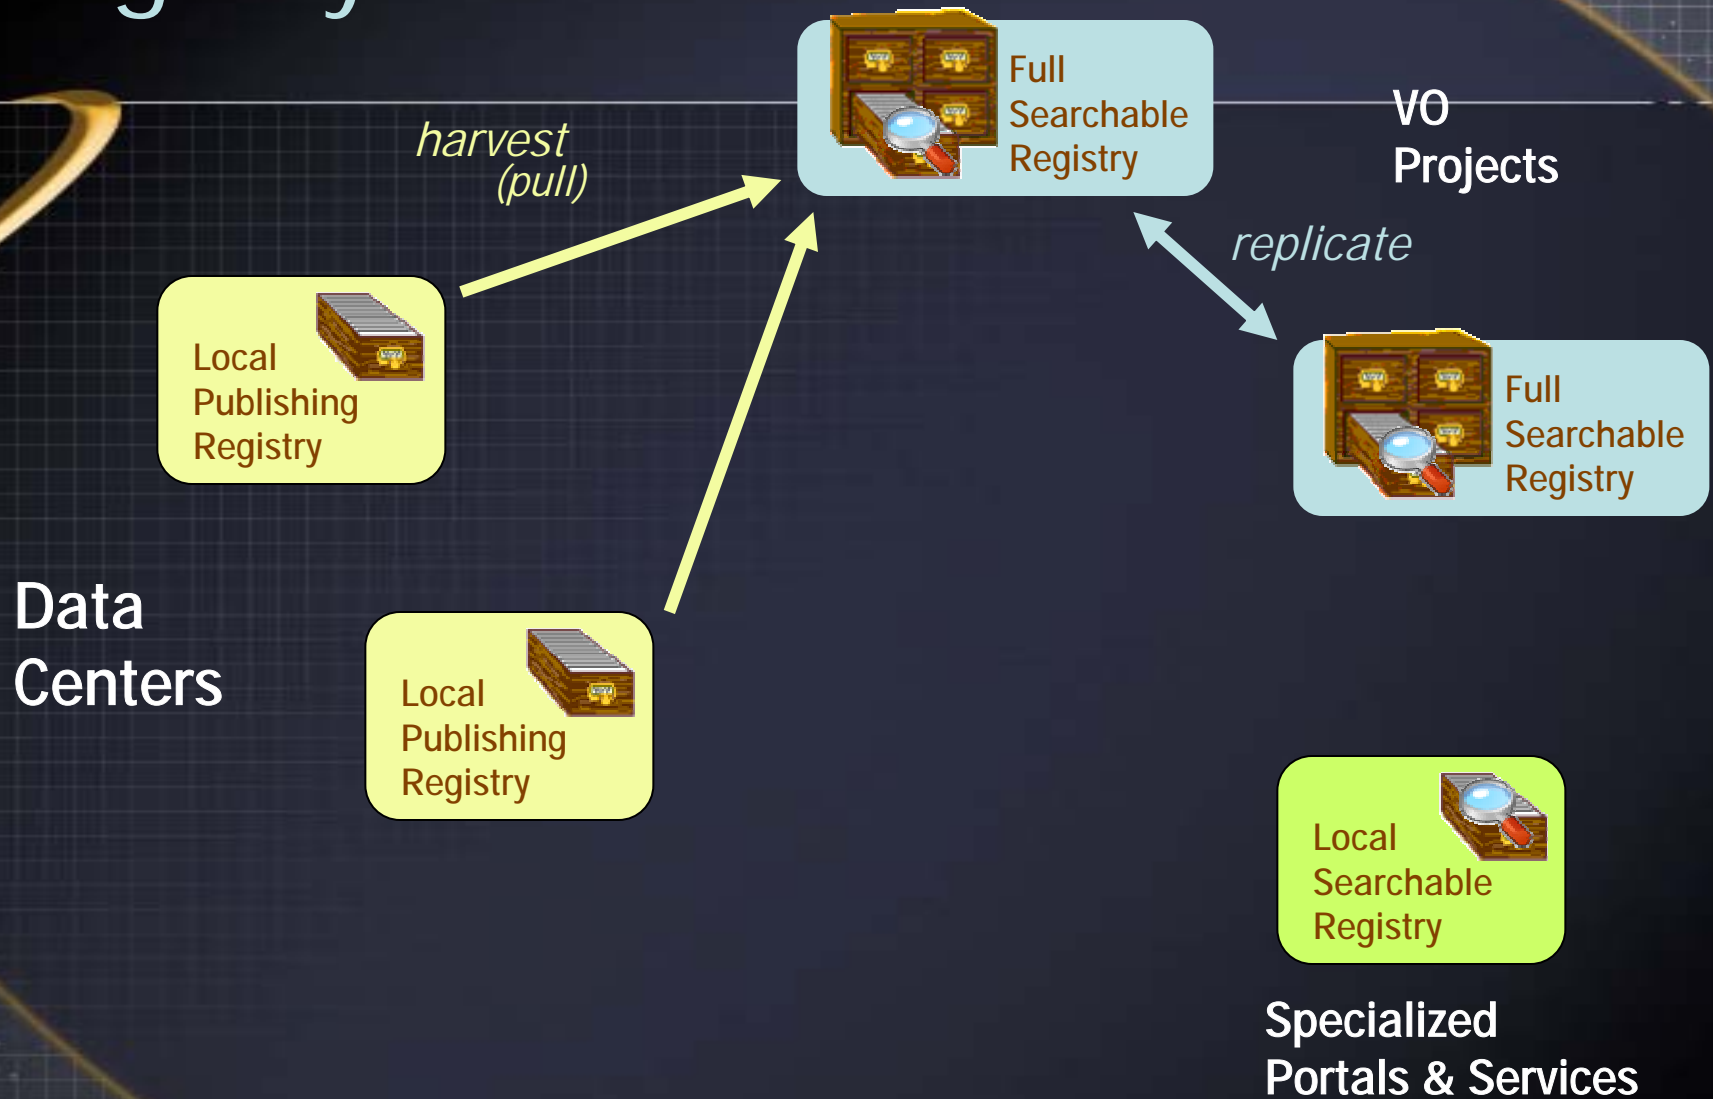 Full
Searchable
Registry
VO
Projects
harvest
(pull)
replicate
Local
Publishing
Registry
Full
Searchable
Registry
Data
Centers
Local
Publishing
Registry
Local
Searchable
Registry
Specialized
Portals & Services